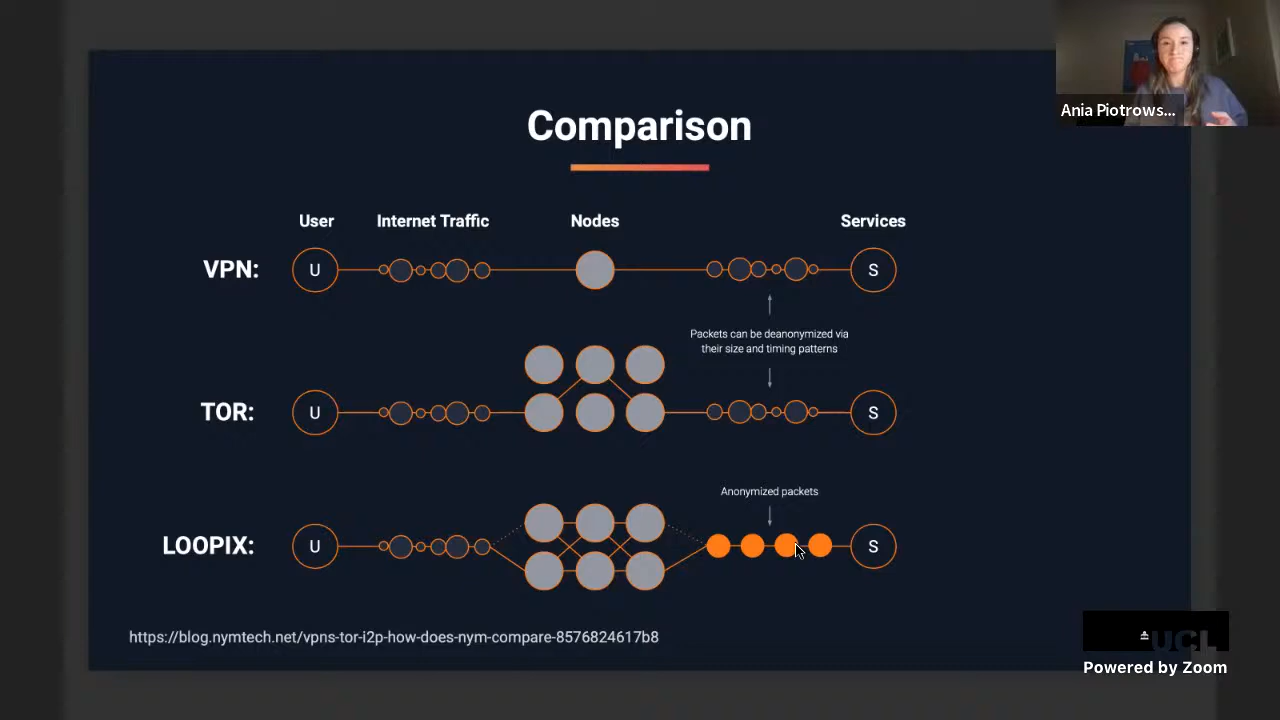 Comparison
Ania Piotrows...
User Internet Traffic Nodes Services
VPN: U S
Packets can be deanonymized via
their size and timing patterns
TOR: U S
Anonymized packets
LOOPIX: U S
https://blog.nymtech.net/vpns-tor-i2p-how-does-nym-compare-8576824617b8
UCL
Powered by Zoom